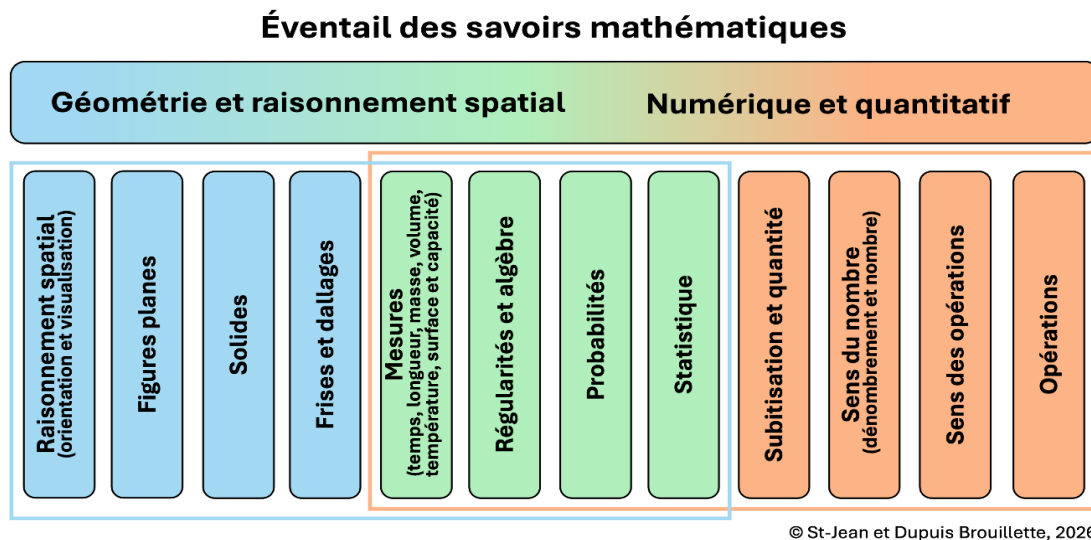 Éventail des savoirs mathématiques
Géométrie et raisonnement spatial
Numérique et quantitatif
Raisonnement spatial
(orientation et visualisation)
Figures planes
Solides
Frises et dallages
Mesures
(temps, longueur, masse, volume,
température, surface et capacité)
Régularités et algèbre
Probabilités
Statistique
Subitisation et quantité
Sens du nombre
(dénombrement et nombre)
Sens des opérations
Opérations
© St-Jean et Dupuis Brouillette, 2026